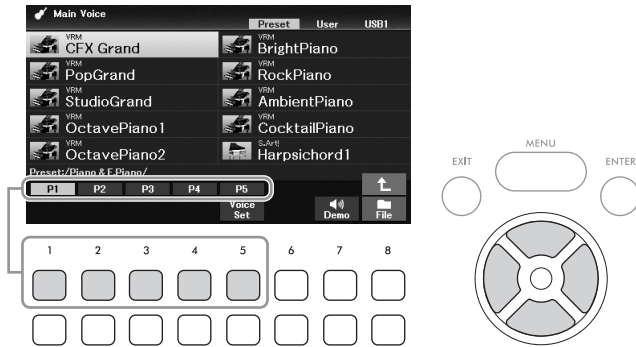 Main Voice
Preset User USB1
VRM
CFX Grand
VRM
BrightPiano
VRM
PopGrand
VRM
RockPiano
VRM
StudioGrand
VRM
AmbientPiano
VRM
OctavePiano1
VRM
CocktailPiano
VRM
OctavePiano2
S.Art!
Harpsichord1
Preset:/Piano & E.Piano/
P1 P2 P3 P4 P5
Voice
Set
Demo
File
1 2 3 4 5 6 7 8
EXIT
MENU
ENTER